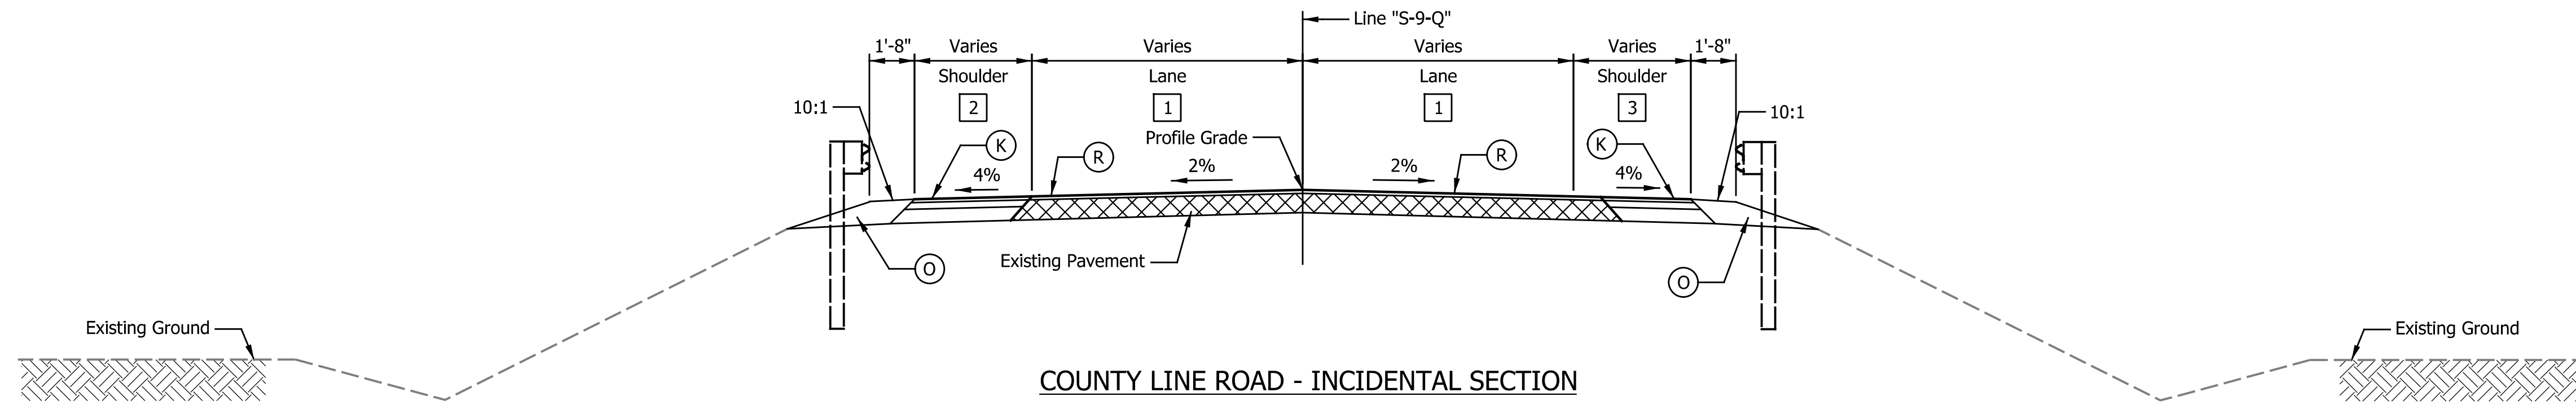 Line "S-9-Q"
1'-8"
Varies
Varies
Varies
Varies
1'-8"
Shoulder
Lane
Lane
Shoulder
2
1
1
3
10:1
10:1
Profile Grade
K
R
R
K
4%
2%
2%
4%
Existing Pavement
O
O
Existing Ground
Existing Ground
COUNTY LINE ROAD - INCIDENTAL SECTION